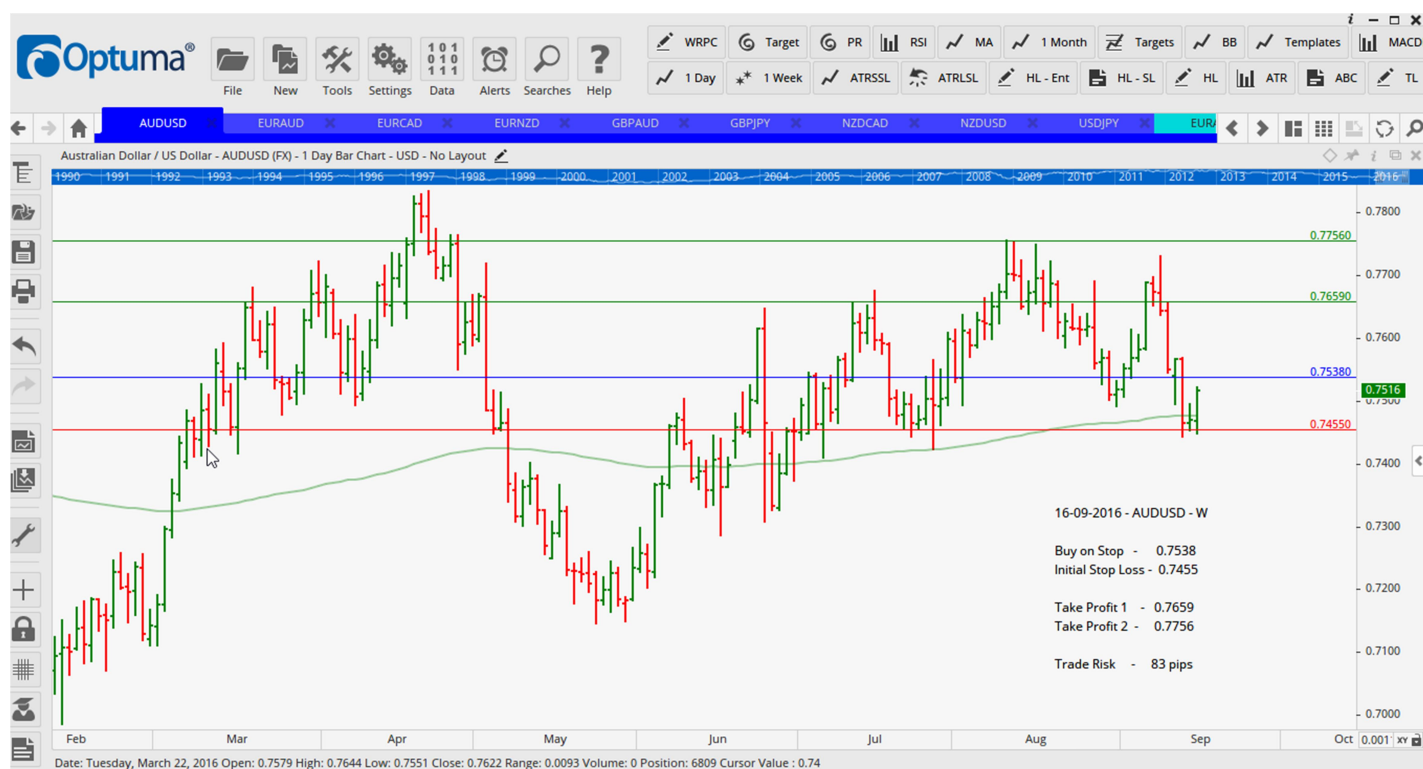 i
Optuma®
WRPC Target PR RSI MA 1 Month Targets BB Templates MACD
1 Day 1 Week ATRSSL ATRLSL HL - Ent HL - SL HL ATR ABC TL
101
010
111
File New Tools Settings Data Alerts Searches Help
AUDUSD EURAUD EURCAD EURNZD GBPAUD GBPJPY NZDCAD NZDUSD USDJPY EURA
Australian Dollar / US Dollar - AUDUSD (FX) - 1 Day Bar Chart - USD - No Layout
1990 1991 1992 1993 1994 1995 1996 1997 1998 1999 2000 2001 2002 2003 2004 2005 2006 2007 2008 2009 2010 2011 2012 2013 2014 2015 2016
0.7800
0.77560
0.7700
0.76590
0.7600
0.75380
0.7516
0.7500
0.74550
0.7400
0.7300
0.7200
0.7100
0.7000
16-09-2016 - AUDUSD - W
Buy on Stop - 0.7538
Initial Stop Loss - 0.7455
Take Profit 1 - 0.7659
Take Profit 2 - 0.7756
Trade Risk - 83 pips
Feb Mar Apr May Jun Jul Aug Sep Oct 0.001 XY
Date: Tuesday, March 22, 2016 Open: 0.7579 High: 0.7644 Low: 0.7551 Close: 0.7622 Range: 0.0093 Volume: 0 Position: 6809 Cursor Value : 0.74